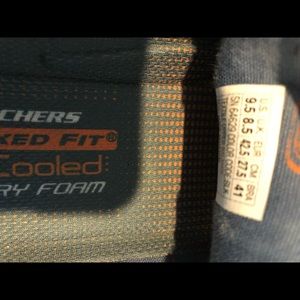 CHERS
KED FIT®
Cooled
RY FOAM
US UK EUR CM BRA
9.5 8.5 42.5 27.5 41